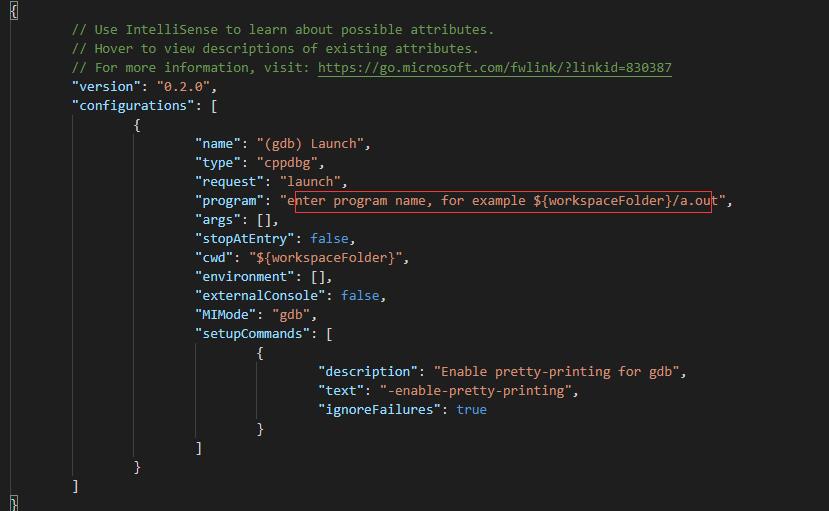 {
// Use IntelliSense to learn about possible attributes.
// Hover to view descriptions of existing attributes.
// For more information, visit: https://go.microsoft.com/fwlink/?linkid=830387
"version": "0.2.0",
"configurations": [
{
"name": "(gdb) Launch",
"type": "cppdbg",
"request": "launch",
"program": "enter program name, for example ${workspaceFolder}/a.out",
"args": [],
"stopAtEntry": false,
"cwd": "${workspaceFolder}",
"environment": [],
"externalConsole": false,
"MIMode": "gdb",
"setupCommands": [
{
"description": "Enable pretty-printing for gdb",
"text": "-enable-pretty-printing",
"ignoreFailures": true
}
]
}
]
}